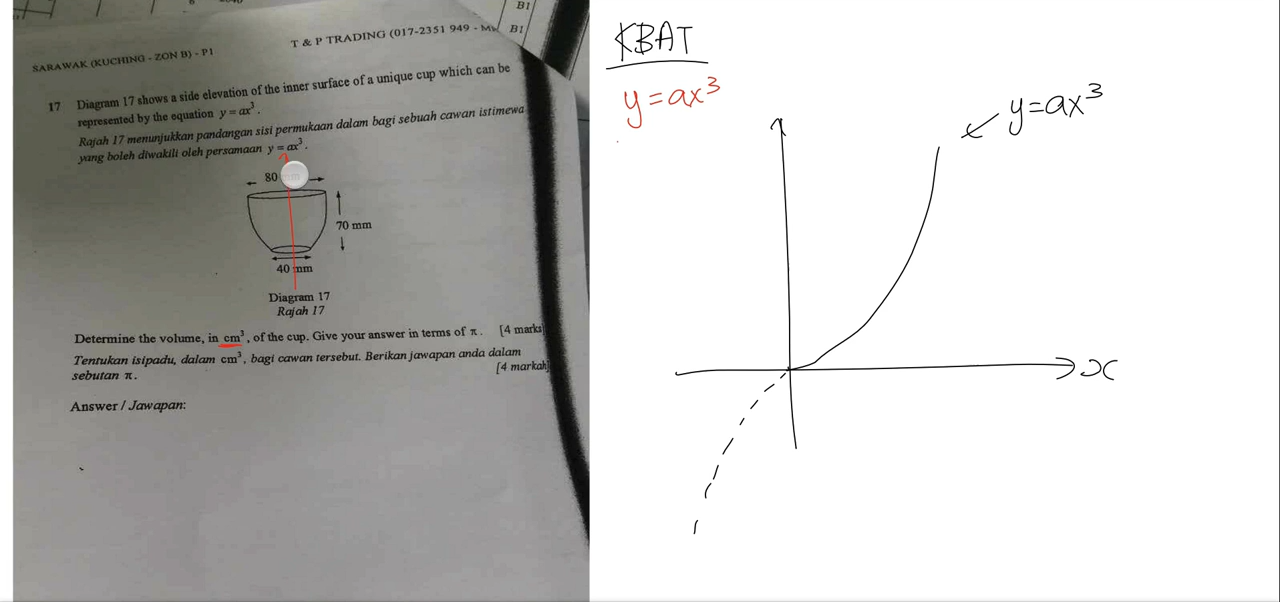 B1
B1
T & P TRADING (017-2351 949 - M
SARAWAK (KUCHING - ZON B) - P1
17 Diagram 17 shows a side elevation of the inner surface of a unique cup which can be
represented by the equation y = ax³.
Rajah 17 menunjukkan pandangan sisi permukaan dalam bagi sebuah cawan istimewa
yang boleh diwakili oleh persamaan y = ax³.
80
70 mm
40 mm
Diagram 17
Rajah 17
Determine the volume, in cm³, of the cup. Give your answer in terms of π. [4 marks]
Tentukan isipadu, dalam cm³, bagi cawan tersebut. Berikan jawapan anda dalam
sebutan π. [4 markah]
Answer / Jawapan:
KBAT
y=ax³
y=ax³
x